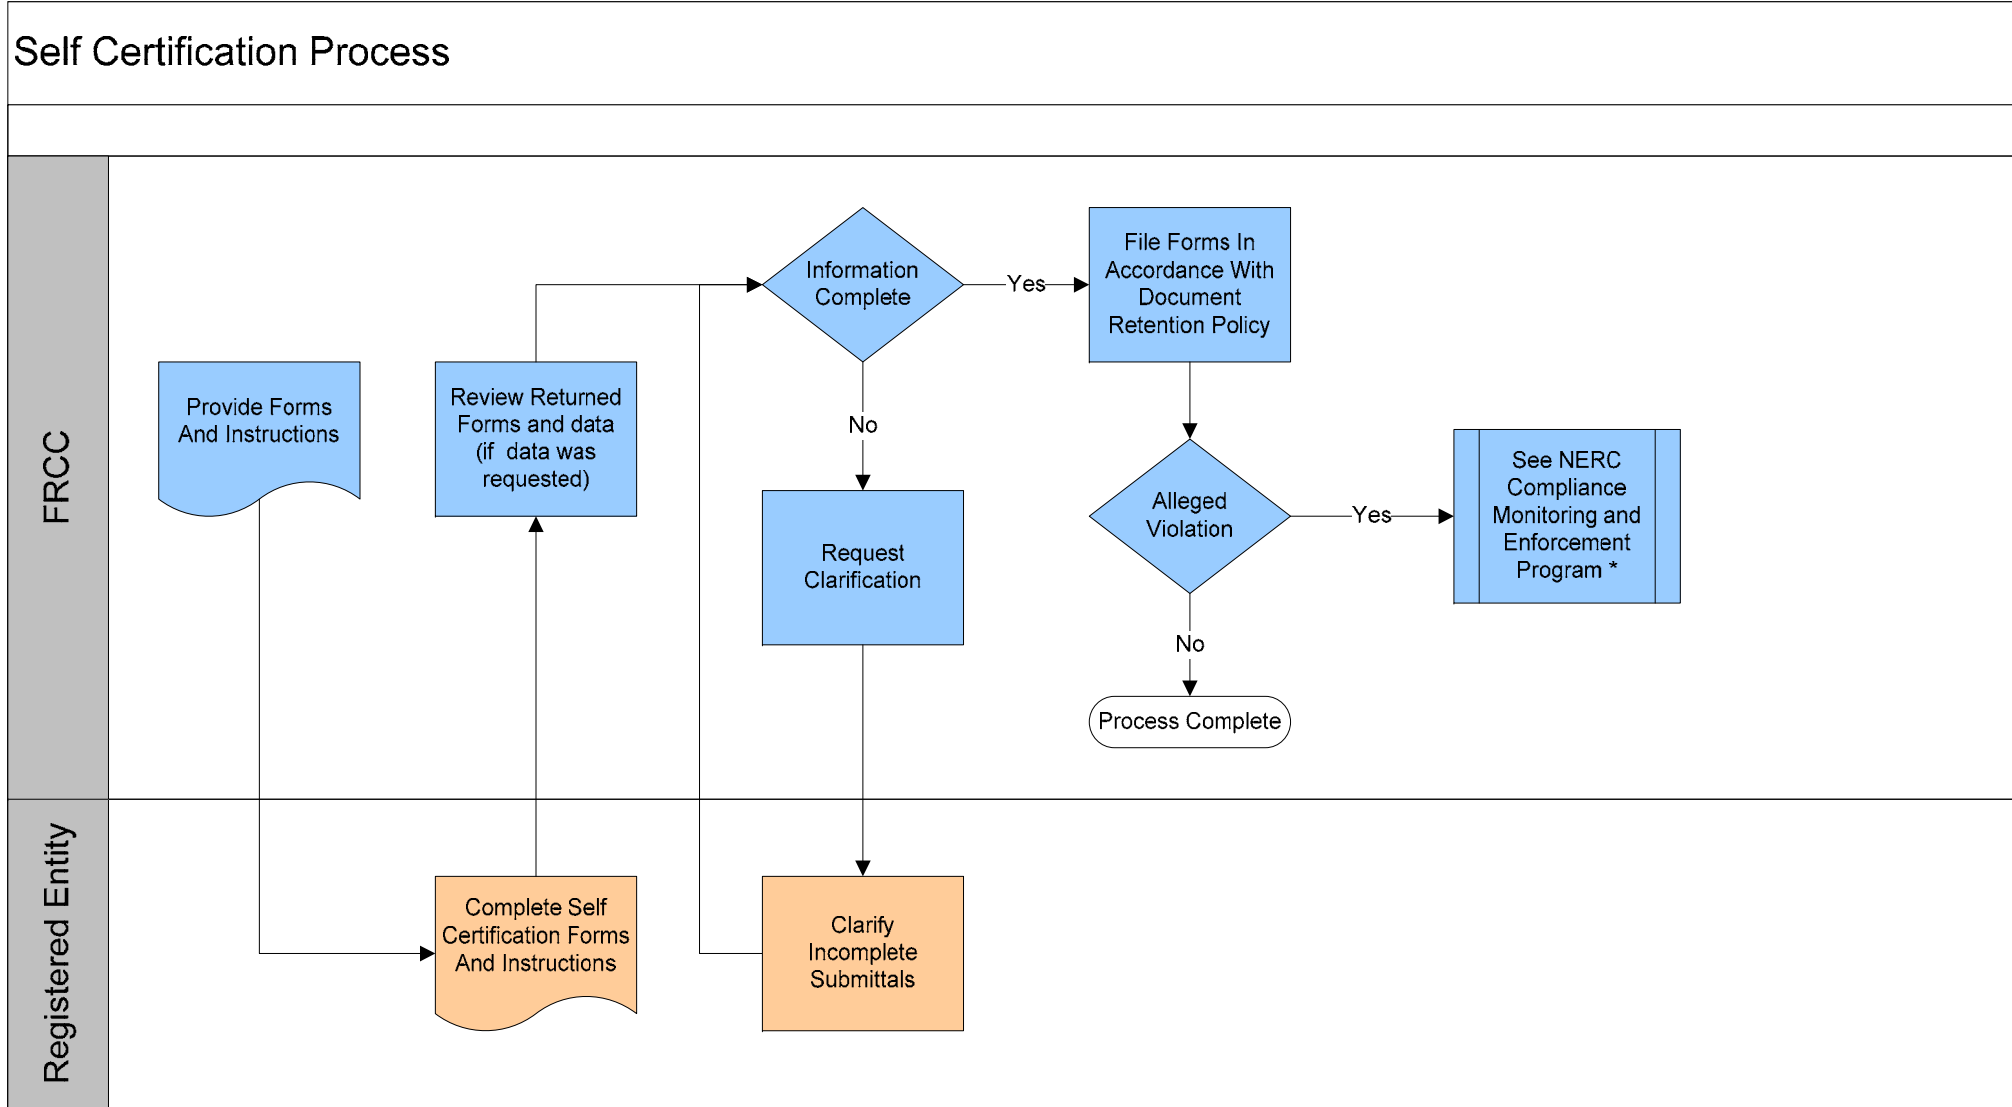 Self Certification Process
FRCC
Provide Forms
And Instructions
Review Returned
Forms and data
(if data was
requested)
Information
Complete
Yes
No
Request
Clarification
File Forms In
Accordance With
Document
Retention Policy
Alleged
Violation
Yes
No
Process Complete
See NERC
Compliance
Monitoring and
Enforcement
Program *
Registered Entity
Complete Self
Certification Forms
And Instructions
Clarify
Incomplete
Submittals